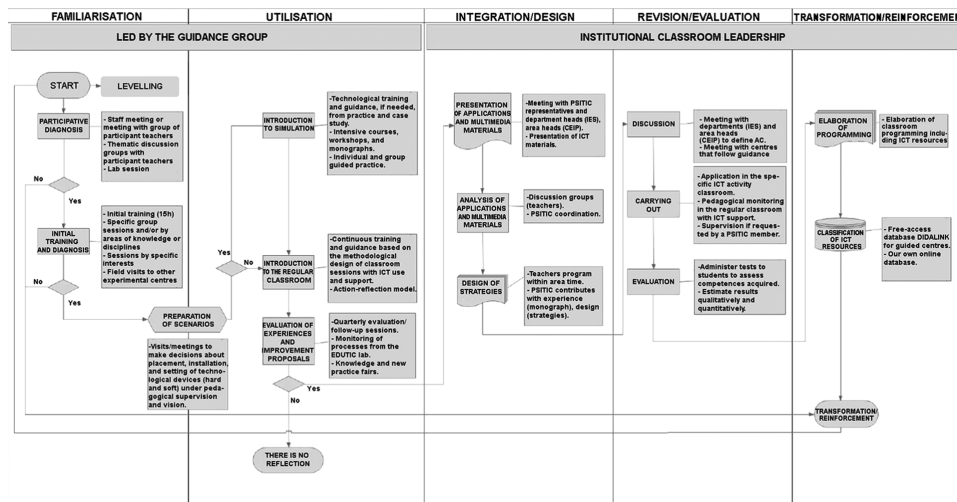 FAMILIARISATION
UTILISATION
INTEGRATION/DESIGN
REVISION/EVALUATION
TRANSFORMATION/REINFORCEMENT
LED BY THE GUIDANCE GROUP
INSTITUTIONAL CLASSROOM LEADERSHIP
START
LEVELLING
PARTICIPATIVE
DIAGNOSIS
- Staff meeting or
meeting with group of
participant teachers
- Thematic discussion
groups with
participant teachers
- Lab session
No
Yes
INITIAL
TRAINING
AND DIAGNOSIS
- Initial training (15h)
- Specific group
sessions and/or by
areas of knowledge or
disciplines
- Sessions by specific
interests
- Field visits to other
experimental centres
No
Yes
PREPARATION
OF SCENARIOS
-Visits/meetings to
make decisions about
placement, installation,
and setting of techno-
logical devices (hard
and soft) under peda-
gogical supervision
and vision.
INTRODUCTION
TO SIMULATION
-Technological training
and guidance, if needed,
from practice and case
study.
- Intensive courses,
workshops, and
monographs.
- Individual and group
guided practice.
Yes
No
INTRODUCTION
TO THE REGULAR
CLASSROOM
-Continuous training
and guidance based on
the methodological
design of classroom
sessions with ICT use
and support.
- Action-reflection model.
EVALUATION OF
EXPERIENCES
AND
IMPROVEMENT
PROPOSALS
- Quarterly evaluation/
follow-up sessions.
- Monitoring of
processes from the
EDUTIC lab.
- Knowledge and new
practice fairs.
Yes
No
THERE IS NO
REFLECTION
PRESENTATION
OF APPLICATIONS
AND MULTIMEDIA
MATERIALS
-Meeting with PSITIC
representatives and
department heads (IES),
area heads (CEIP).
- Presentation of ICT
materials.
ANALYSIS OF
APPLICATIONS
AND MULTIMEDIA
MATERIALS
-Discussion groups
(teachers).
- PSITIC coordination.
DESIGN OF
STRATEGIES
-Teachers program
within area time.
- PSITIC contributes
with experience
(monograph), design
(strategies).
DISCUSSION
- Meeting with
departments (IES)
and area heads
(CEIP) to define AC.
- Meeting with centres
that follow guidance
CARRYING
OUT
- Application in the spe-
cific ICT activity
classroom.
- Pedagogical monitoring
in the regular classroom
with ICT support.
- Supervision if reques-
ted by a PSITIC member.
EVALUATION
- Administer tests to
students to assess
competences acquired.
- Estimate results
qualitatively and
quantitatively.
ELABORATION
OF
PROGRAMMING
- Elaboration of
classroom
programming inclu-
ding ICT resources
CLASSIFICATION
OF ICT
RESOURCES
- Free-access
database DIDALINK
for guided centres.
- Our own online
database.
TRANSFORMATION/
REINFORCEMENT